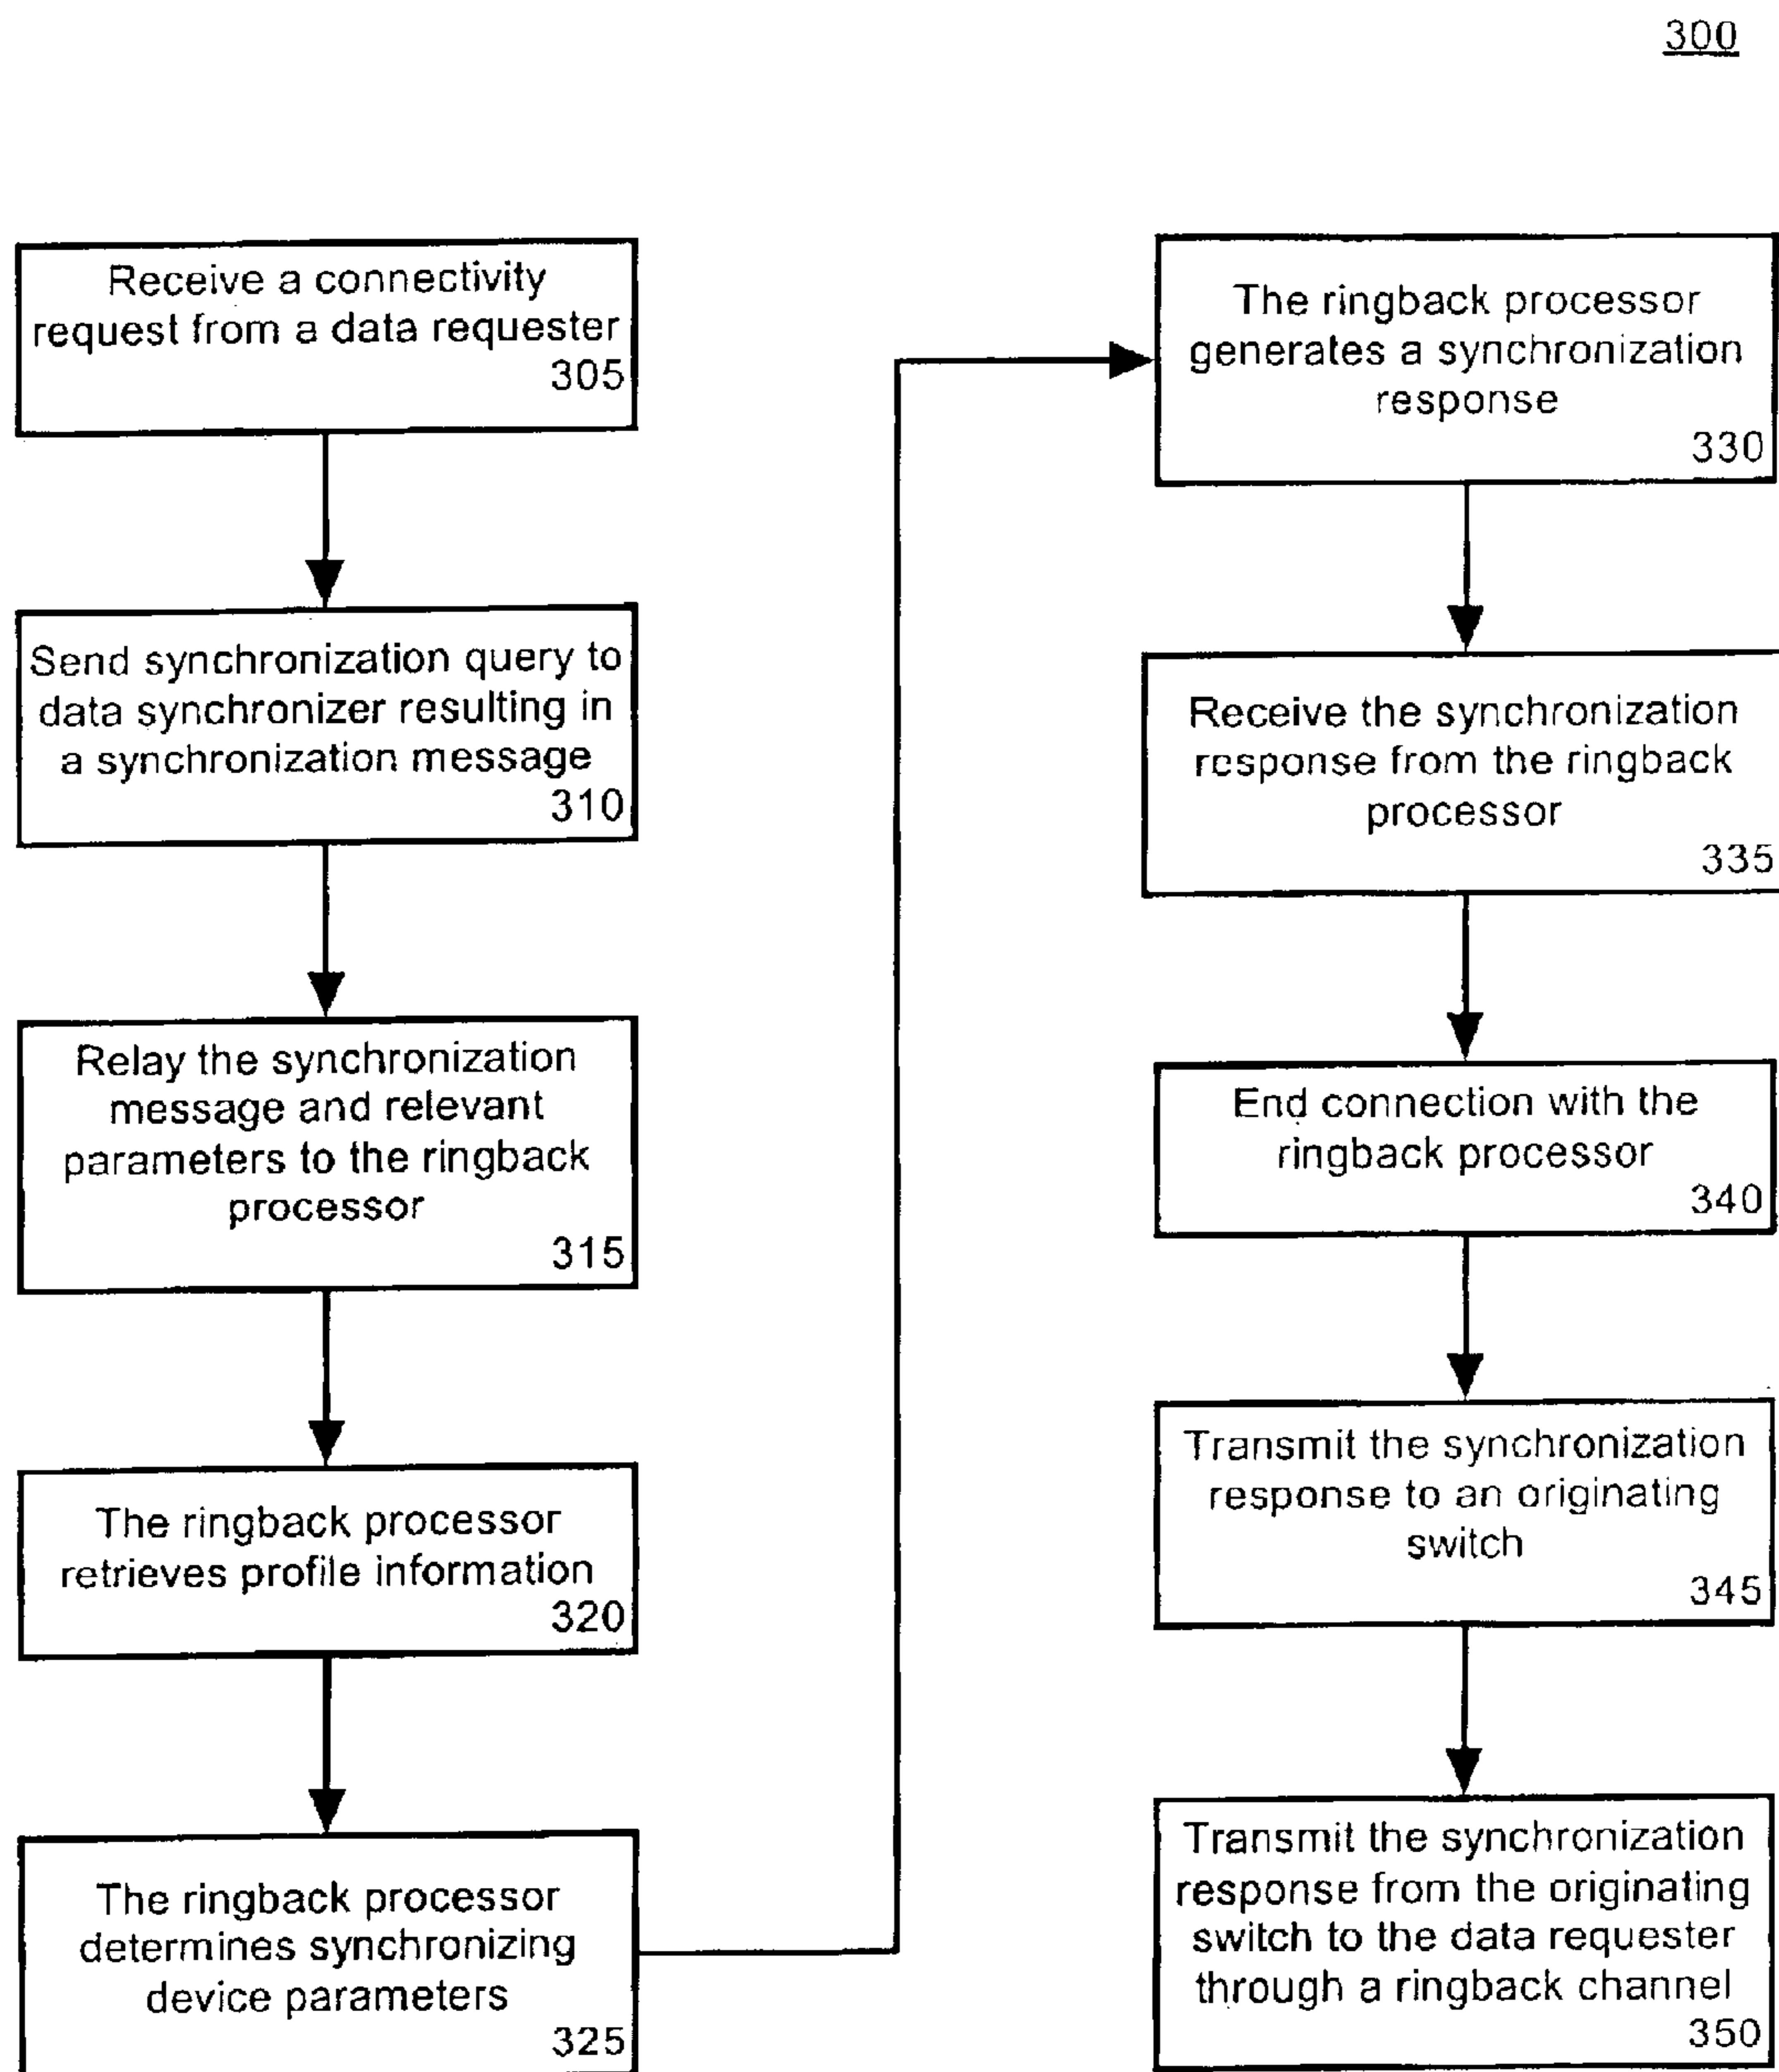 300
Receive a connectivity
request from a data requester
305
Send synchronization query to
data synchronizer resulting in
a synchronization message
310
Relay the synchronization
message and relevant
parameters to the ringback
processor
315
The ringback processor
retrieves profile information
320
The ringback processor
determines synchronizing
device parameters
325
The ringback processor
generates a synchronization
response
330
Receive the synchronization
response from the ringback
processor
335
End connection with the
ringback processor
340
Transmit the synchronization
response to an originating
switch
345
Transmit the synchronization
response from the originating
switch to the data requester
through a ringback channel
350